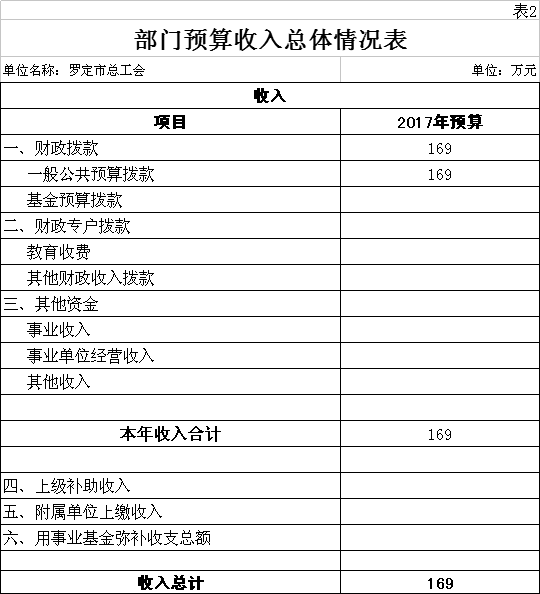 表2
部门预算收入总体情况表
单位名称：罗定市总工会 单位：万元
收入
项目 2017年预算
一、财政拨款 169
一般公共预算拨款 169
基金预算拨款
二、财政专户拨款
教育收费
其他财政收入拨款
三、其他资金
事业收入
事业单位经营收入
其他收入
本年收入合计 169
四、上级补助收入
五、附属单位上缴收入
六、用事业基金弥补收支总额
收入总计 169